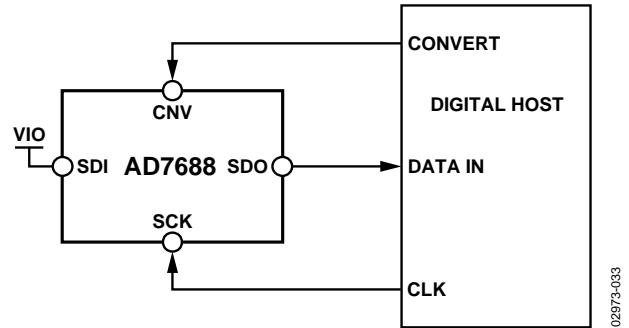 CONVERT
CNV
DIGITAL HOST
VIO
SDI AD7688 SDO
DATA IN
SCK
CLK
02973-033